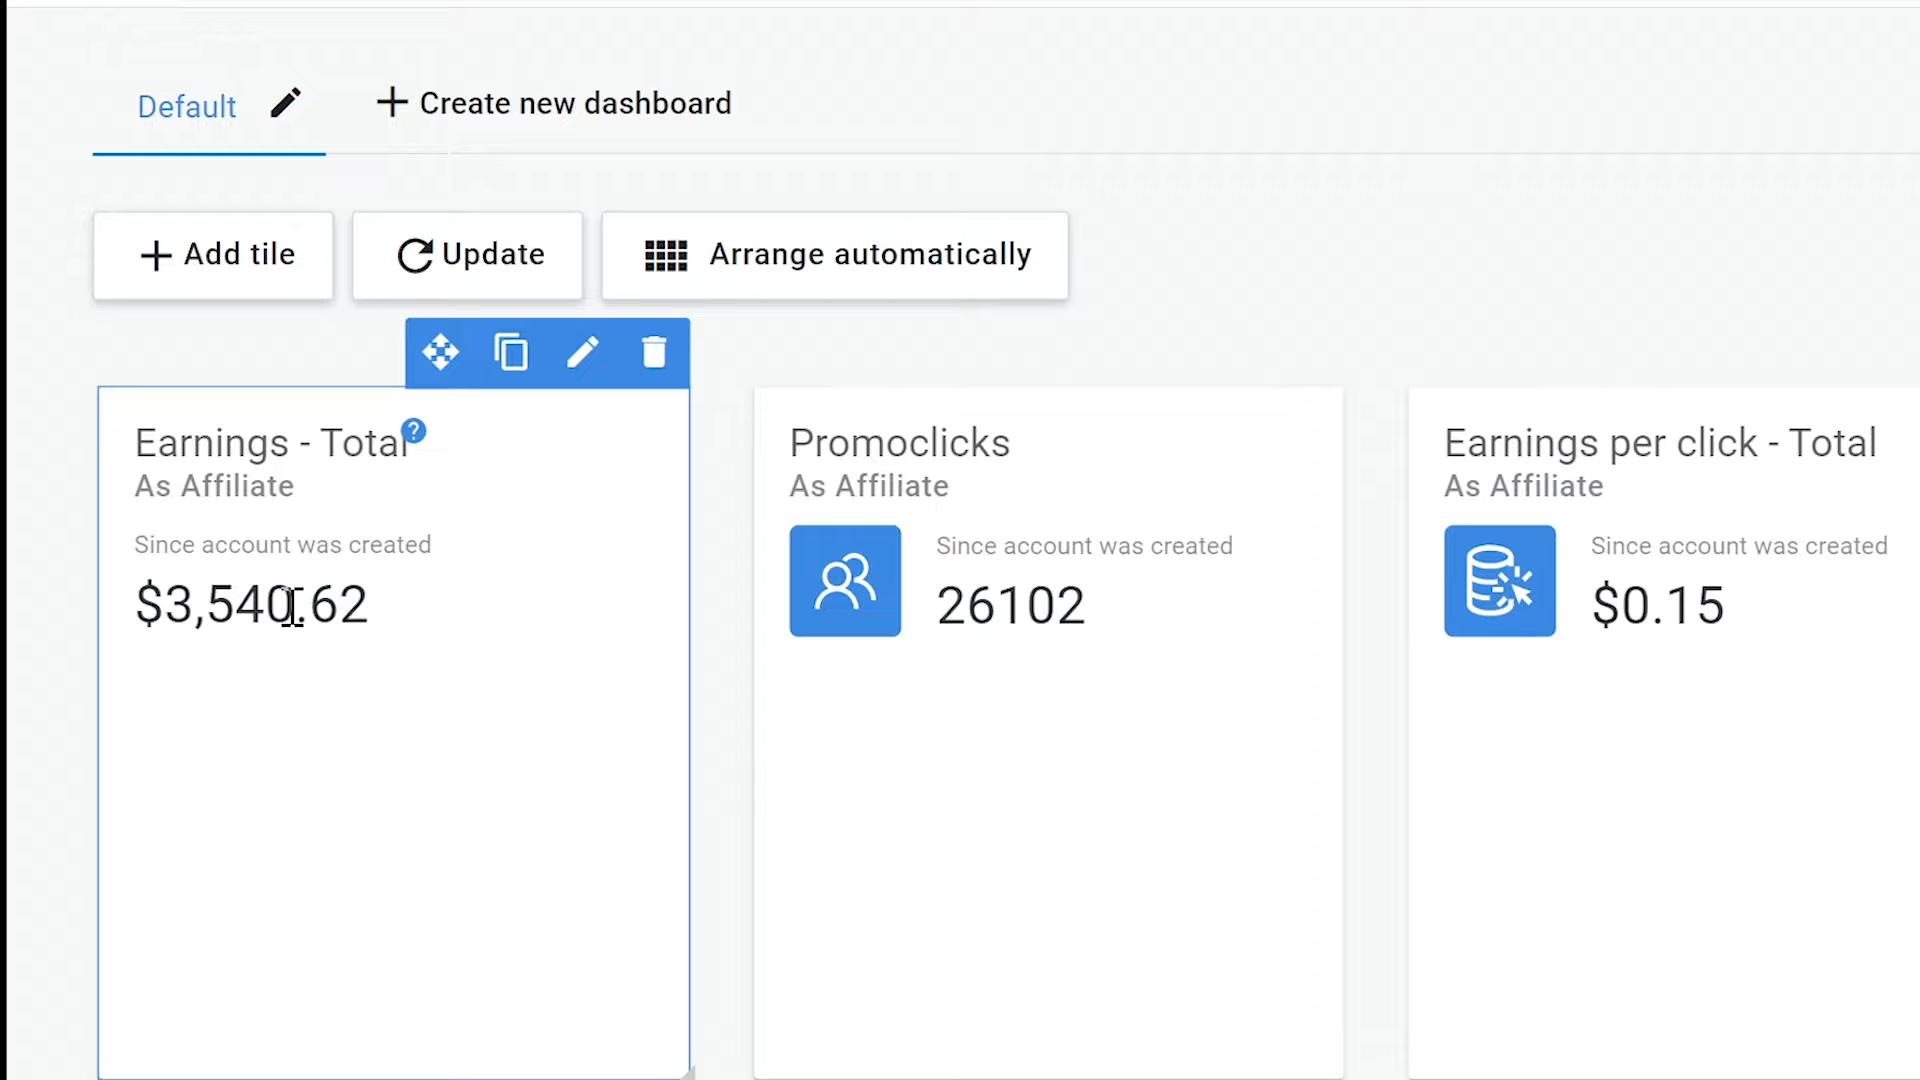 Default
Create new dashboard
Add tile
Update
Arrange automatically
Earnings - Total
?
As Affiliate
Since account was created
$3,540.62
Promoclicks
As Affiliate
Since account was created
26102
Earnings per click - Total
As Affiliate
Since account was created
$0.15